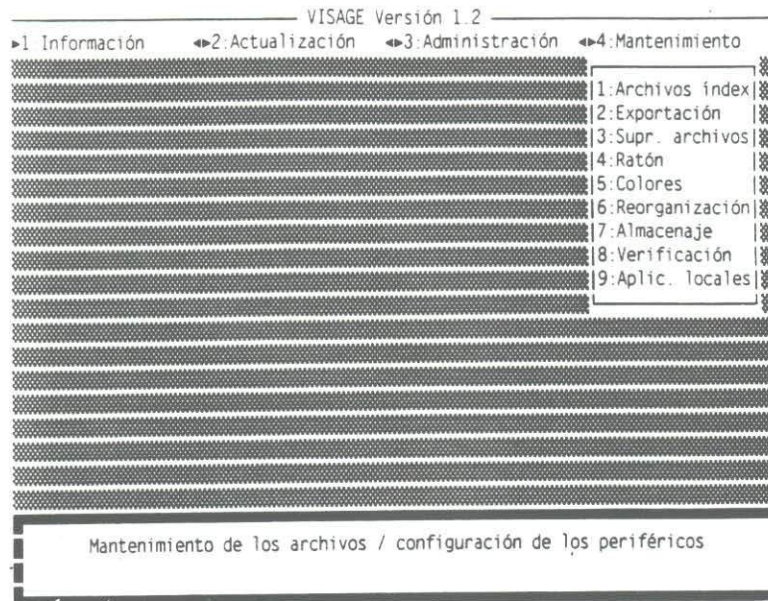 VISAGE Versión 1.2
►1 Información ◄►2:Actualización ◄►3:Administración ◄►4:Mantenimiento
1:Archivos index
2:Exportación
3:Supr. archivos
4:Ratón
5:Colores
6:Reorganización
7:Almacenaje
8:Verificación
9:Aplic. locales
Mantenimiento de los archivos / configuración de los periféricos